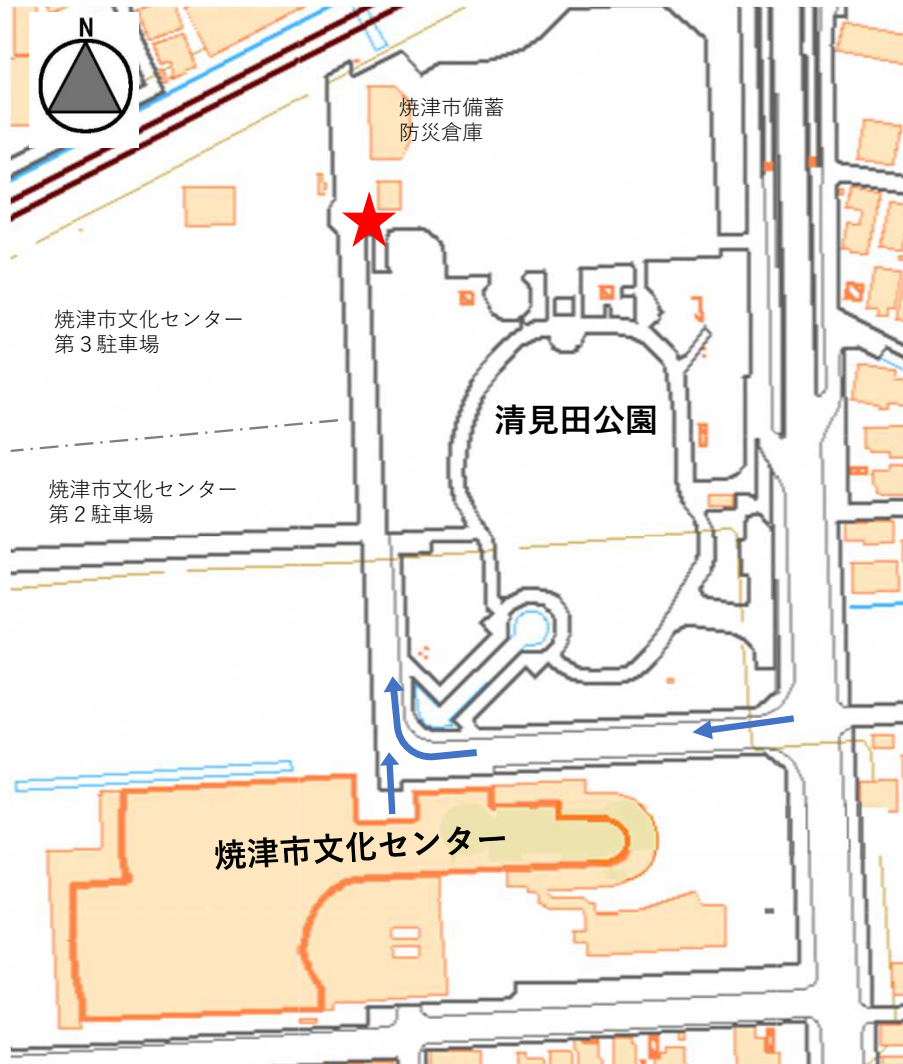 N
焼津市備蓄
防災倉庫
焼津市文化センター
第3駐車場
清見田公園
焼津市文化センター
第2駐車場
焼津市文化センター